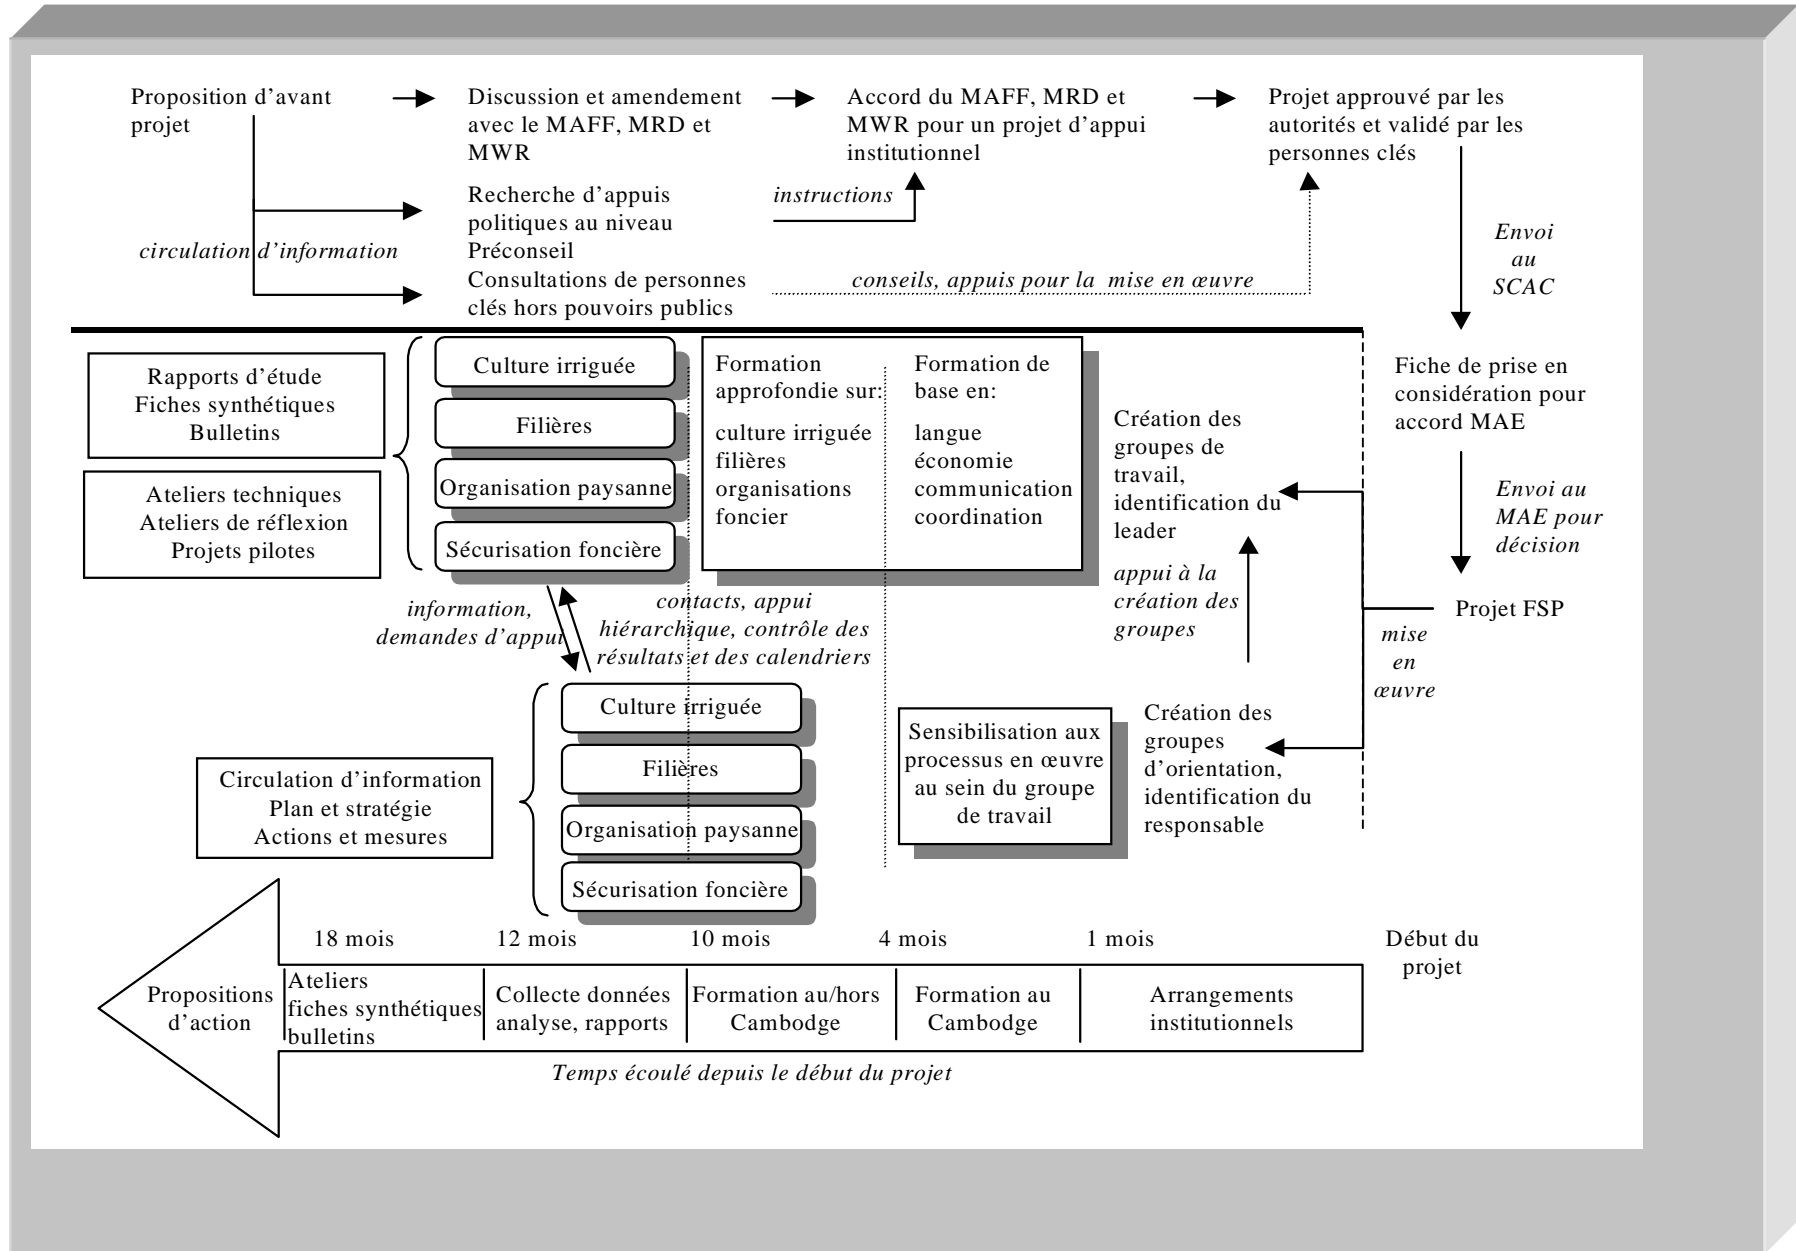 Proposition d'avant
projet
Discussion et amendement
avec le MAFF, MRD et
MWR
Accord du MAFF, MRD et
MWR pour un projet d'appui
institutionnel
Projet approuvé par les
autorités et validé par les
personnes clés
Recherche d'appuis
politiques au niveau
Préconseil
instructions
circulation d'information
Consultations de personnes
clés hors pouvoirs publics
conseils, appuis pour la mise en œuvre
Envoi
au
SCAC
Rapports d'étude
Fiches synthétiques
Bulletins
Ateliers techniques
Ateliers de réflexion
Projets pilotes
Culture irriguée
Filières
Organisation paysanne
Sécurisation foncière
Formation
approfondie sur:
culture irriguée
filières
organisations
foncier
Formation de
base en:
langue
économie
communication
coordination
Création des
groupes de
travail,
identification du
leader
Fiche de prise en
considération pour
accord MAE
Envoi au
MAE pour
décision
appui à la
création des
groupes
Projet FSP
mise
en
œuvre
information,
demandes d'appui
contacts, appui
hiérarchique, contrôle des
résultats et des calendriers
Circulation d'information
Plan et stratégie
Actions et mesures
Culture irriguée
Filières
Organisation paysanne
Sécurisation foncière
Sensibilisation aux
processus en œuvre
au sein du groupe
de travail
Création des
groupes
d'orientation,
identification du
responsable
18 mois
12 mois
10 mois
4 mois
1 mois
Début du
projet
Propositions
d'action
Ateliers
fiches synthétiques
bulletins
Collecte données
analyse, rapports
Formation au/hors
Cambodge
Formation au
Cambodge
Arrangements
institutionnels
Temps écoulé depuis le début du projet